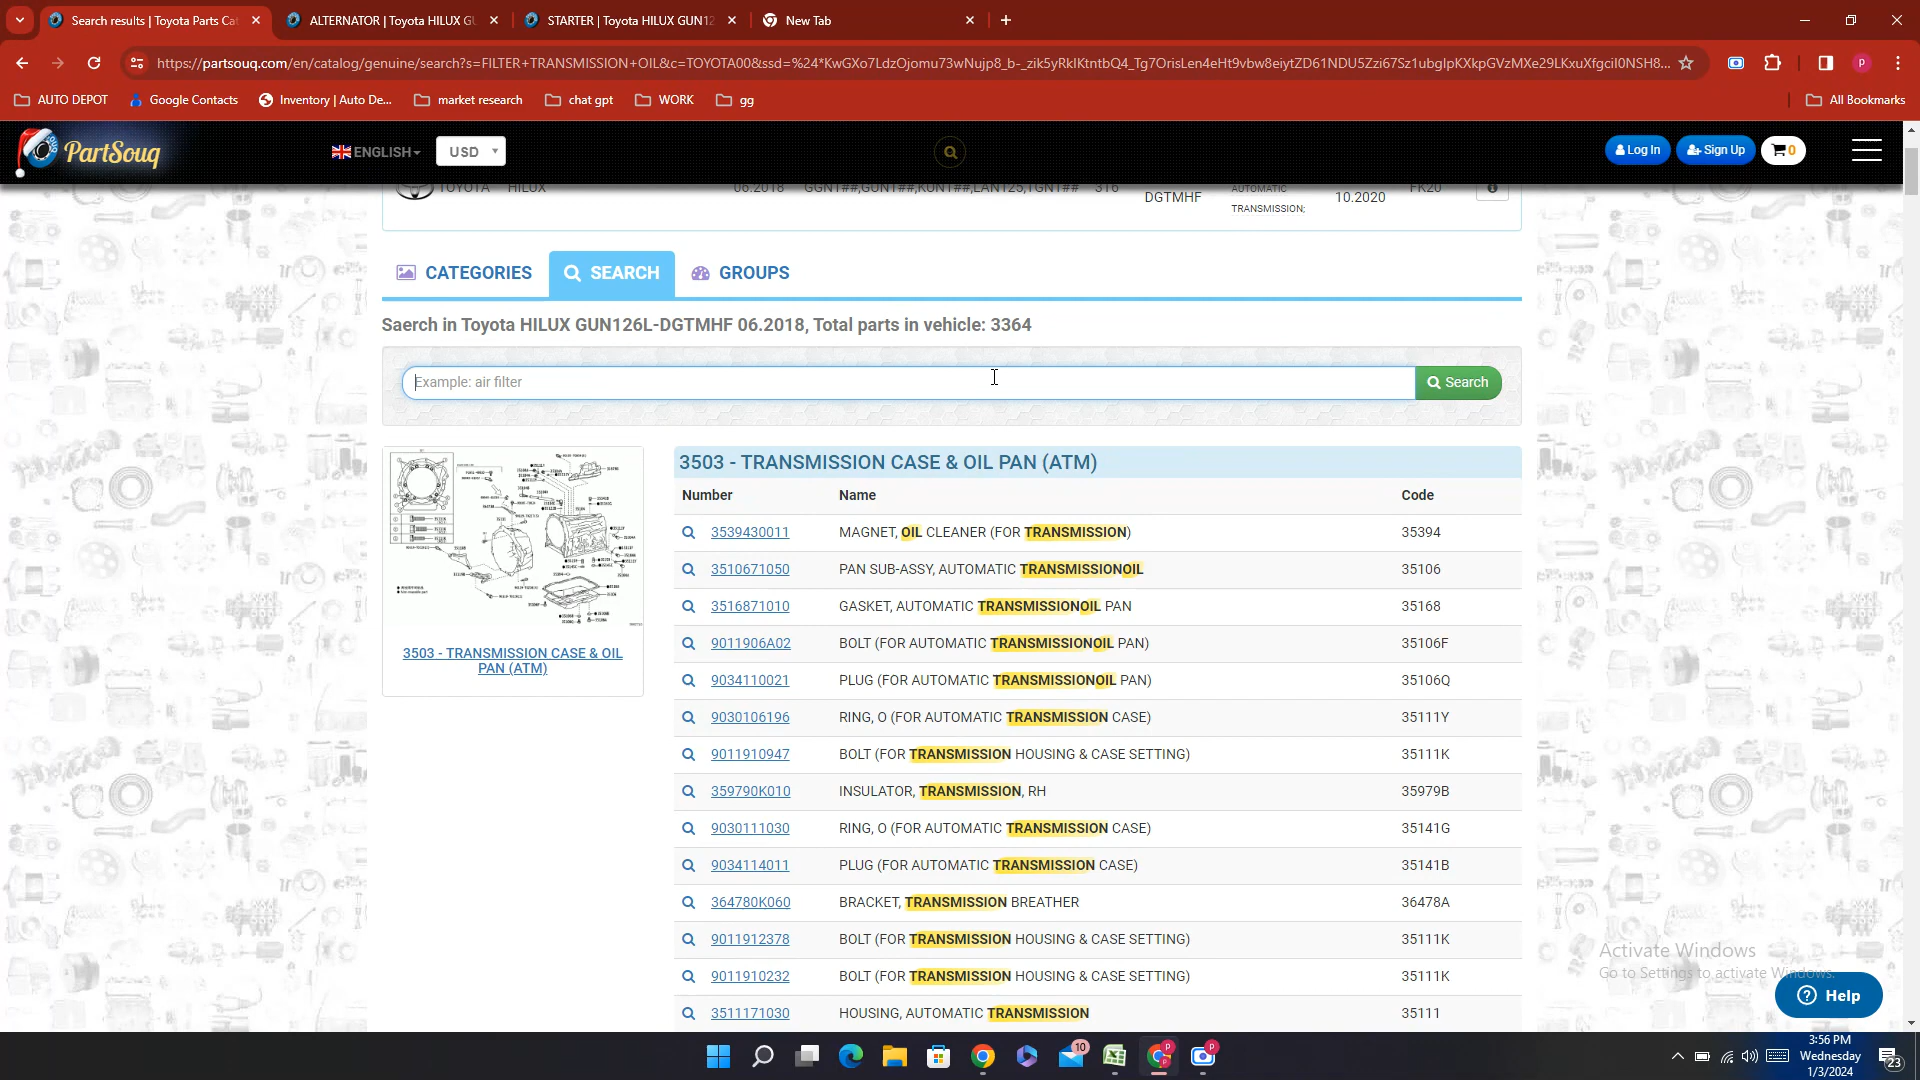 Search results | Toyota Parts Cat
ALTERNATOR | Toyota HILUX GU
STARTER | Toyota HILUX GUN12
New Tab
https://partsouq.com/en/catalog/genuine/search?s=FILTER+TRANSMISSION+OIL&c=TOYOTA00&ssd=%24*KwGXo7LdzOjomu73wNujp8_b-_zik5yRkIKtntbQ4_Tg7OrisLen4eHt9vbw8eiytZD61NDU5Zzi67Sz1ubgIpKXkpGVzMXe29LKxuXfgciI0NSH8...
AUTO DEPOT
Google Contacts
Inventory | Auto De...
market research
chat gpt
WORK
gg
All Bookmarks
PartSouq
ENGLISH
USD
Log In
Sign Up
0
TOYOTA HILUX 06.2018 GGN1##,GUN1##,KUN1##,LAN125,TGN1## 316 DGTMHF AUTOMATIC TRANSMISSION; 10.2020 FK20
CATEGORIES
SEARCH
GROUPS
Saerch in Toyota HILUX GUN126L-DGTMHF 06.2018, Total parts in vehicle: 3364
Example: air filter
Search
3503 - TRANSMISSION CASE & OIL PAN (ATM)
3503 - TRANSMISSION CASE & OIL
PAN (ATM)
Number Name Code
3539430011 MAGNET, OIL CLEANER (FOR TRANSMISSION) 35394
3510671050 PAN SUB-ASSY, AUTOMATIC TRANSMISSIONOIL 35106
3516871010 GASKET, AUTOMATIC TRANSMISSIONOIL PAN 35168
9011906A02 BOLT (FOR AUTOMATIC TRANSMISSIONOIL PAN) 35106F
9034110021 PLUG (FOR AUTOMATIC TRANSMISSIONOIL PAN) 35106Q
9030106196 RING, O (FOR AUTOMATIC TRANSMISSION CASE) 35111Y
9011910947 BOLT (FOR TRANSMISSION HOUSING & CASE SETTING) 35111K
359790K010 INSULATOR, TRANSMISSION, RH 35979B
9030111030 RING, O (FOR AUTOMATIC TRANSMISSION CASE) 35141G
9034114011 PLUG (FOR AUTOMATIC TRANSMISSION CASE) 35141B
364780K060 BRACKET, TRANSMISSION BREATHER 36478A
9011912378 BOLT (FOR TRANSMISSION HOUSING & CASE SETTING) 35111K
9011910232 BOLT (FOR TRANSMISSION HOUSING & CASE SETTING) 35111K
3511171030 HOUSING, AUTOMATIC TRANSMISSION 35111
Activate Windows
Go to Settings to activate Windows.
Help
10
3:56 PM
Wednesday
1/3/2024
23